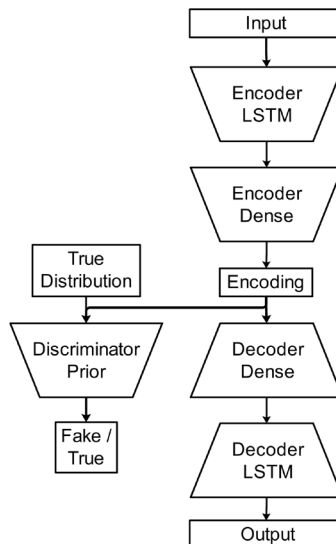 Input
Encoder
LSTM
Encoder
Dense
True
Distribution
Encoding
Discriminator
Prior
Decoder
Dense
Fake /
True
Decoder
LSTM
Output